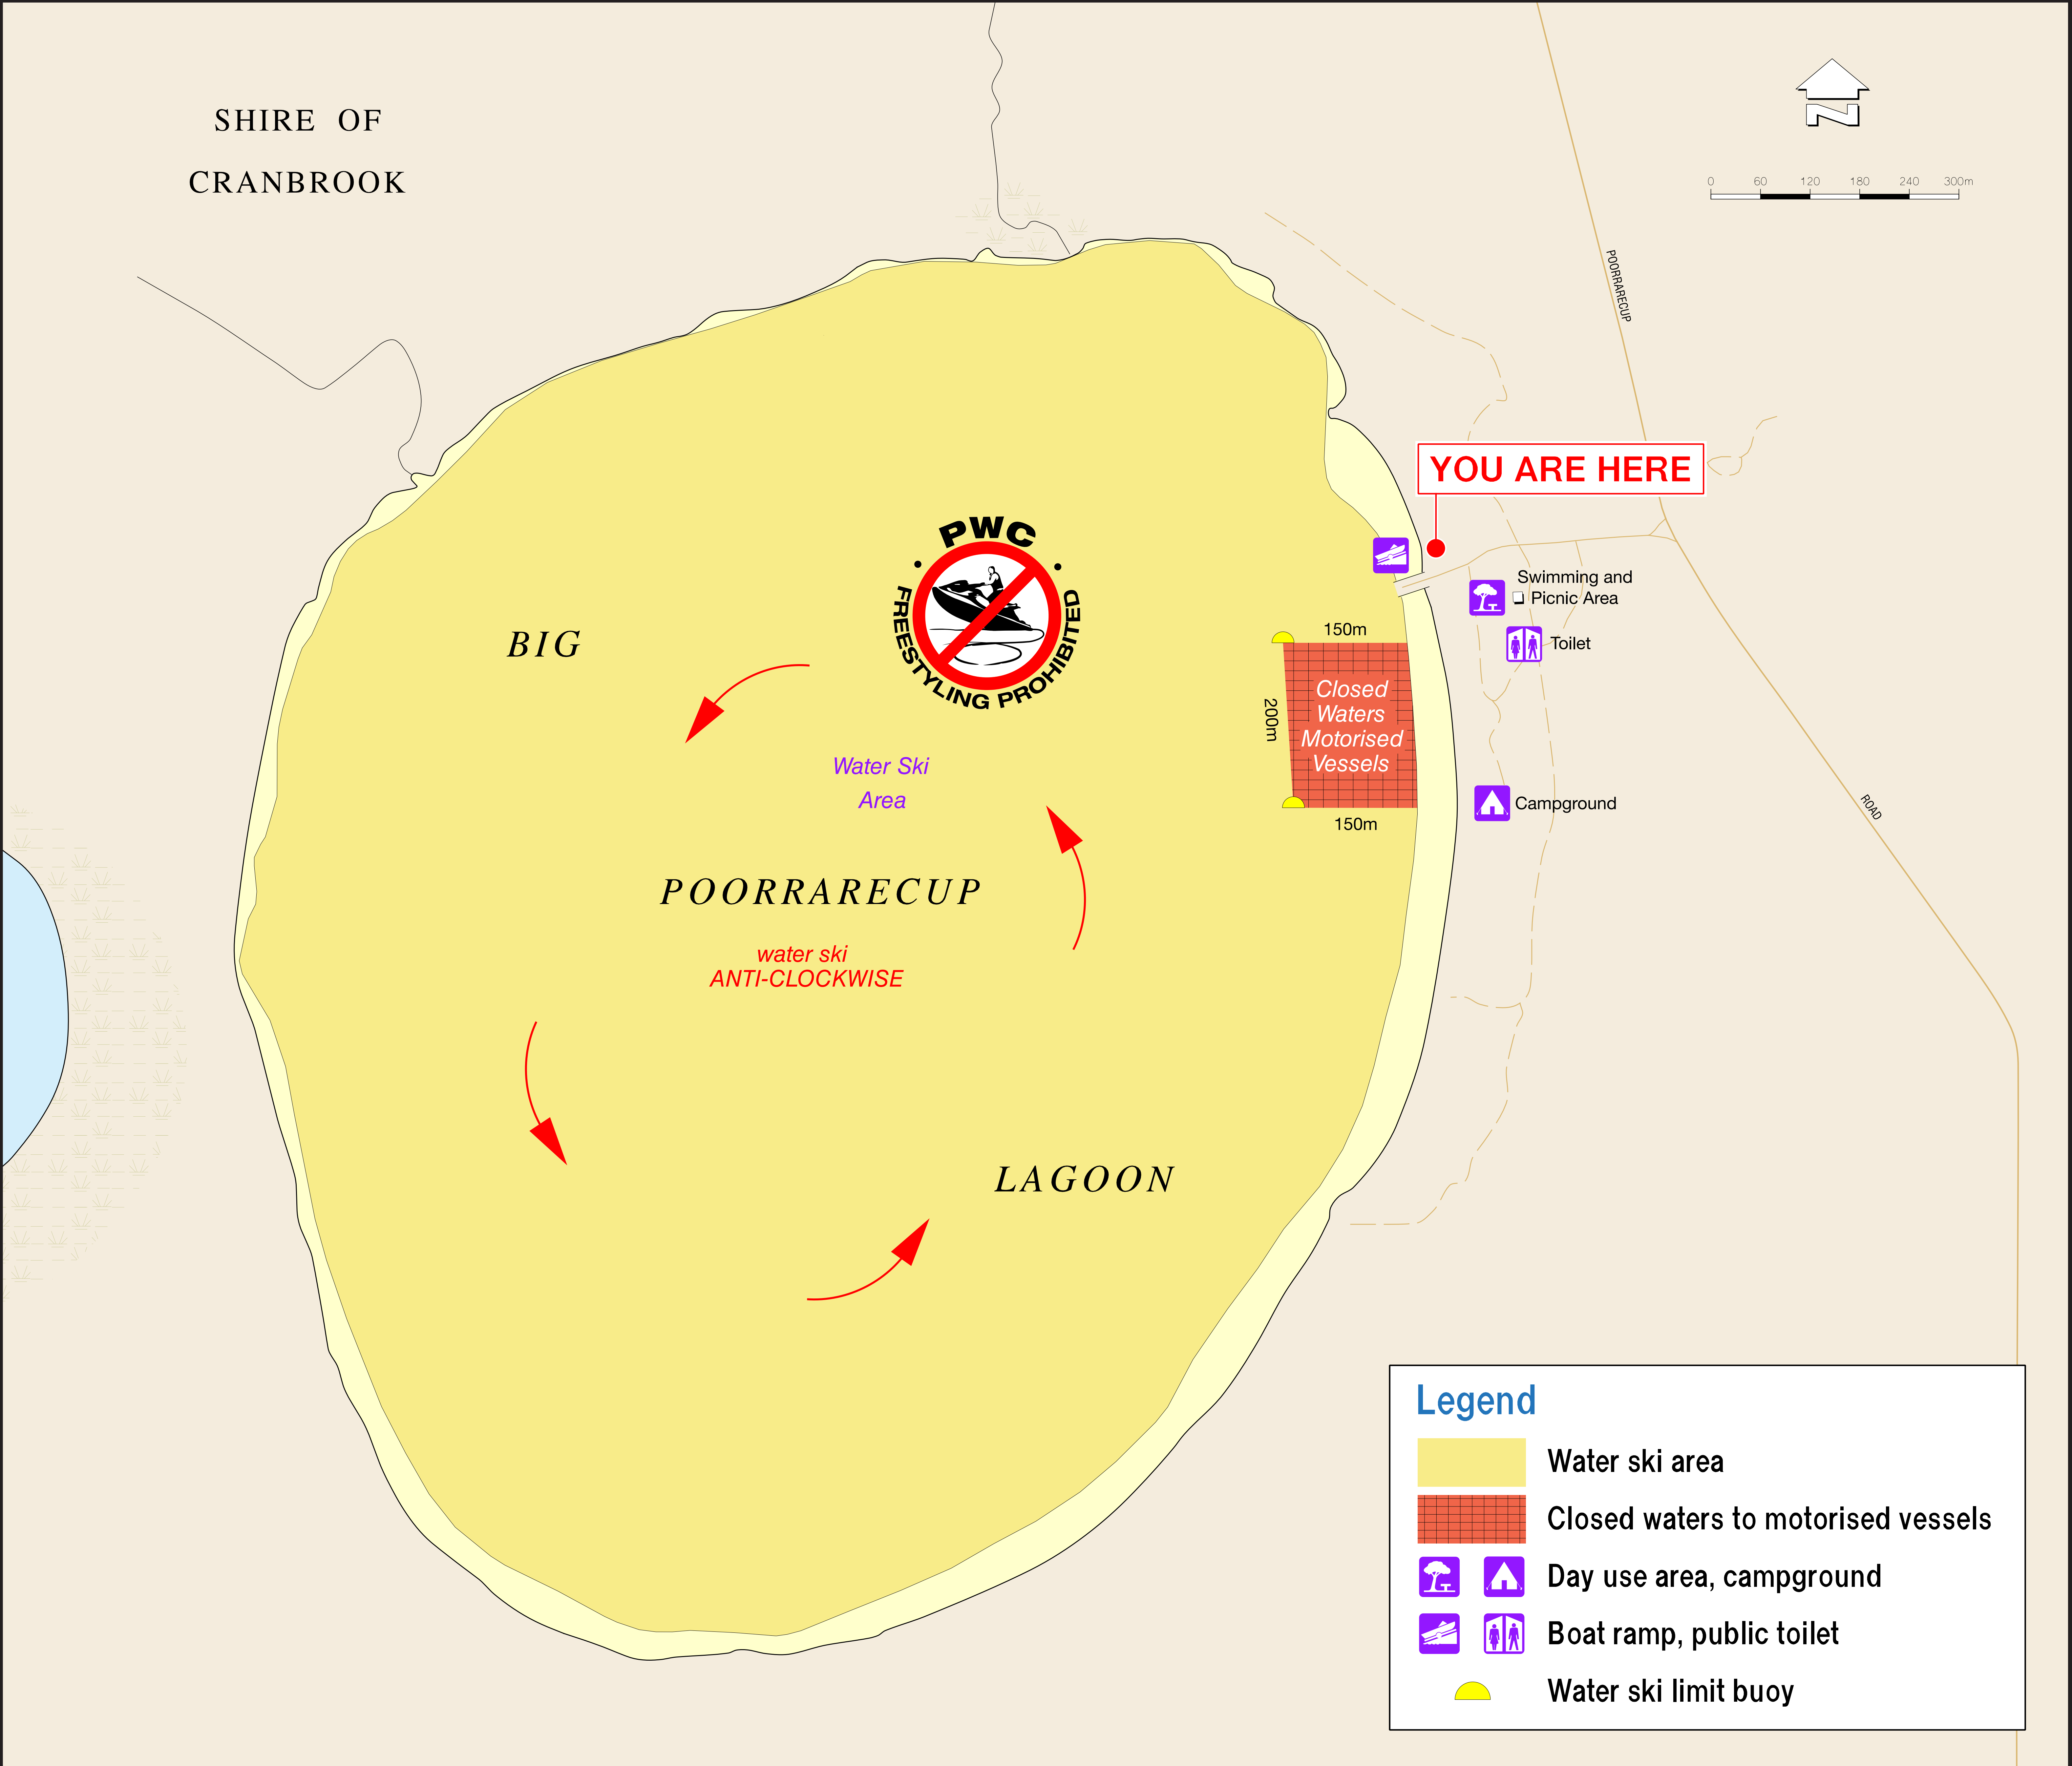 SHIRE OF
CRANBROOK
N
0 60 120 180 240 300m
POORRARECUP
YOU ARE HERE
PWC
FREESTYLING PROHIBITED
Swimming and
Picnic Area
Toilet
BIG
150m
200m
Closed
Waters
Motorised
Vessels
150m
Water Ski
Area
Campground
ROAD
POORRARECUP
water ski
ANTI-CLOCKWISE
LAGOON
Legend
Water ski area
Closed waters to motorised vessels
Day use area, campground
Boat ramp, public toilet
Water ski limit buoy